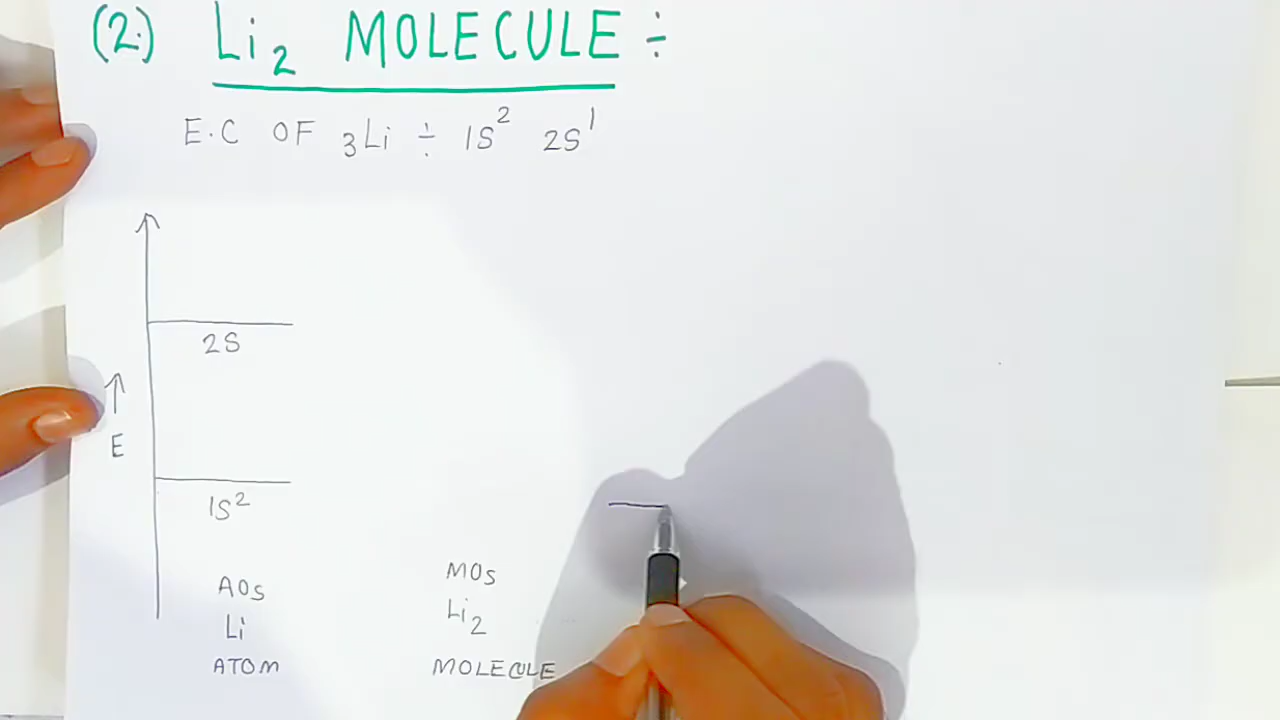 (2.) Li₂ MOLECULE ÷
E.C OF ₃Li ÷ 1S² 2S¹
2S
↑
E
1S²
AOs
Li
ATOM
MOs
Li₂
MOLECULE